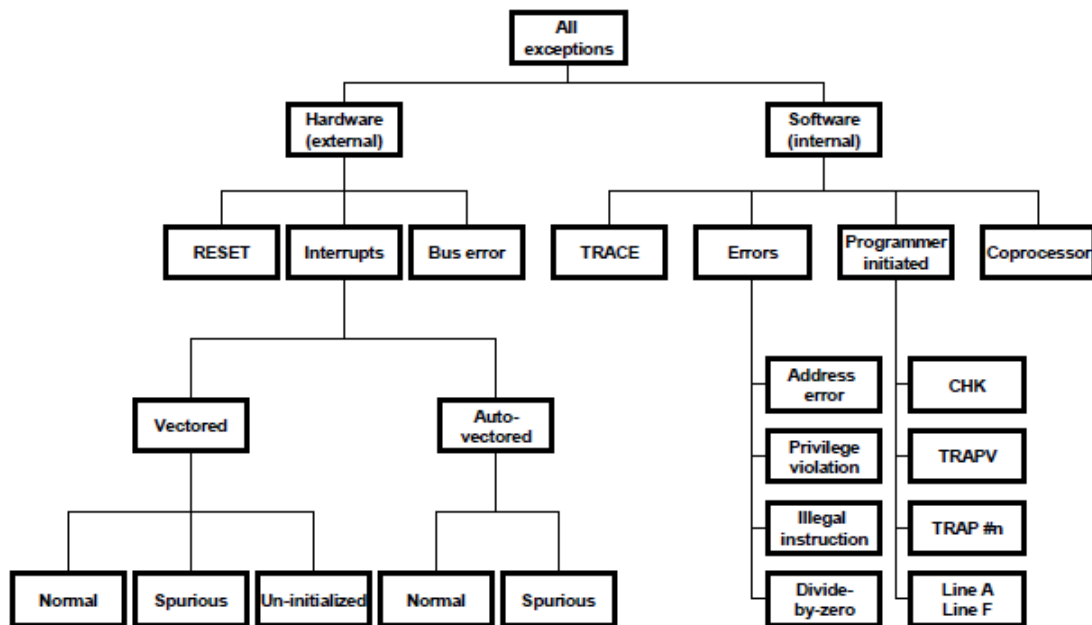 All
exceptions
Hardware
(external)
Software
(internal)
RESET
Interrupts
Bus error
TRACE
Errors
Programmer
initiated
Coprocessor
Vectored
Auto-
vectored
Address
error
CHK
Privilege
violation
TRAPV
Illegal
instruction
TRAP #n
Normal
Spurious
Un-initialized
Normal
Spurious
Divide-
by-zero
Line A
Line F